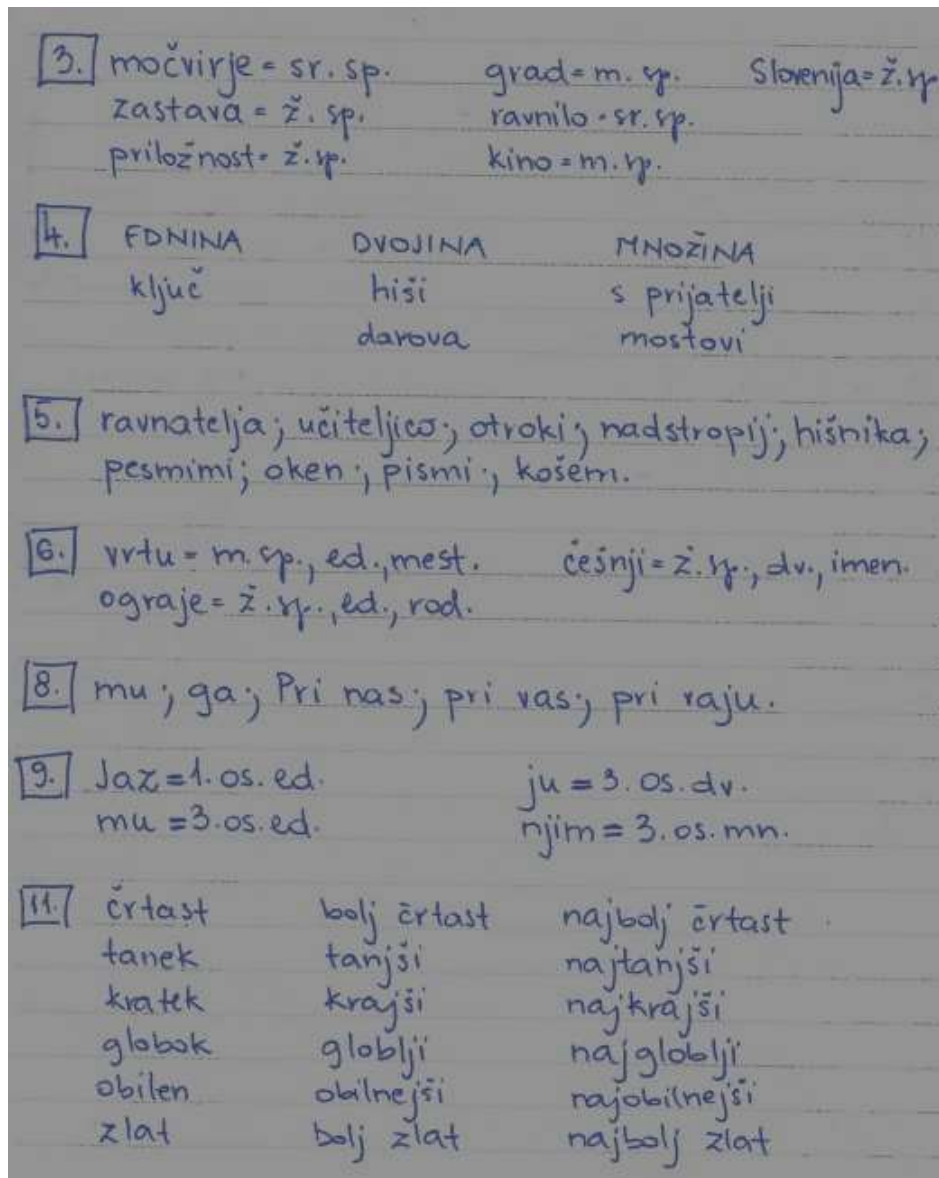 3. močvirje = sr. sp. grad = m. sp. Slovenija = ž. sp
zastava = ž. sp. ravnilo = sr. sp.
priložnost = ž. sp. kino = m. sp.
4. EDNINA DVOJINA MNOŽINA
ključ hiši s prijatelji
darova mostovi
5. ravnatelja; učiteljico; otroki; nadstropij; hišnika;
pesmimi; oken; pismi; košem.
6. vrtu = m. sp., ed., mest. češnji = ž. sp., dv., imen.
ograje = ž. sp., ed., rod.
8. mu; ga; Pri nas; pri vas; pri raju.
9. Jaz = 1. os. ed. ju = 3. os. dv.
mu = 3. os. ed. njim = 3. os. mn.
11. črtast bolj črtast najbolj črtast
tanek tanjši najtanjši
kratek krajši najkrajši
globok globlji najgloblji
obilen obilnejši najobilnejši
zlat bolj zlat najbolj zlat